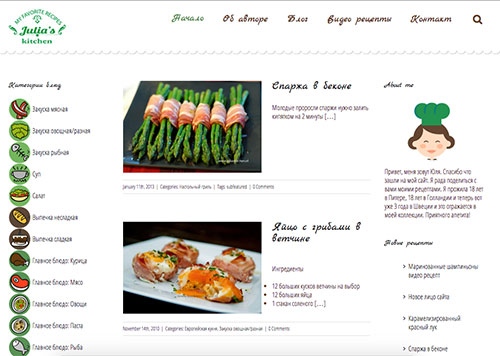 MY FAVORITE RECIPES
Julia's
kitchen
Начало
Об авторе
Блог
Видео рецепты
Контакт
Категории блюд
Закуска мясная
Закуска овощная/разная
Закуска рыбная
Суп
Салат
Выпечка несладкая
Выпечка сладкая
Главное блюдо: Курица
Главное блюдо: Мясо
Главное блюдо: Овощи
Главное блюдо: Паста
Главное блюдо: Рыба
Спаржа в беконе
Молодые проросли спаржи нужно залить
кипятком на 2 минуты [...]
January 11th, 2013 | Categories: Настольный гриль | Tags: subfeatured | 0 Comments
Яйцо с грибами в
ветчине
Ингредиенты
12 больших кусков ветчины на выбор
12 больших яйца
1 стакан соленого [...]
November 14th, 2010 | Categories: Европейская кухня, Закуска овощная/разная | 0 Comments
About me
Привет, меня зовут Юля. Спасибо что
зашли на мой сайт. Я рада поделиться с
вами моими рецептами. Я прожила 18 лет
в Питере, 18 лет в Голландии и теперь вот
уже 3 года в Швеции и это отражается в
моей коллекции. Приятного аппетита!
Новые рецепты
Маринованные шампиньоны
видео рецепт
Новое лицо сайта
Карамелизированный
красный лук
Спаржа в беконе